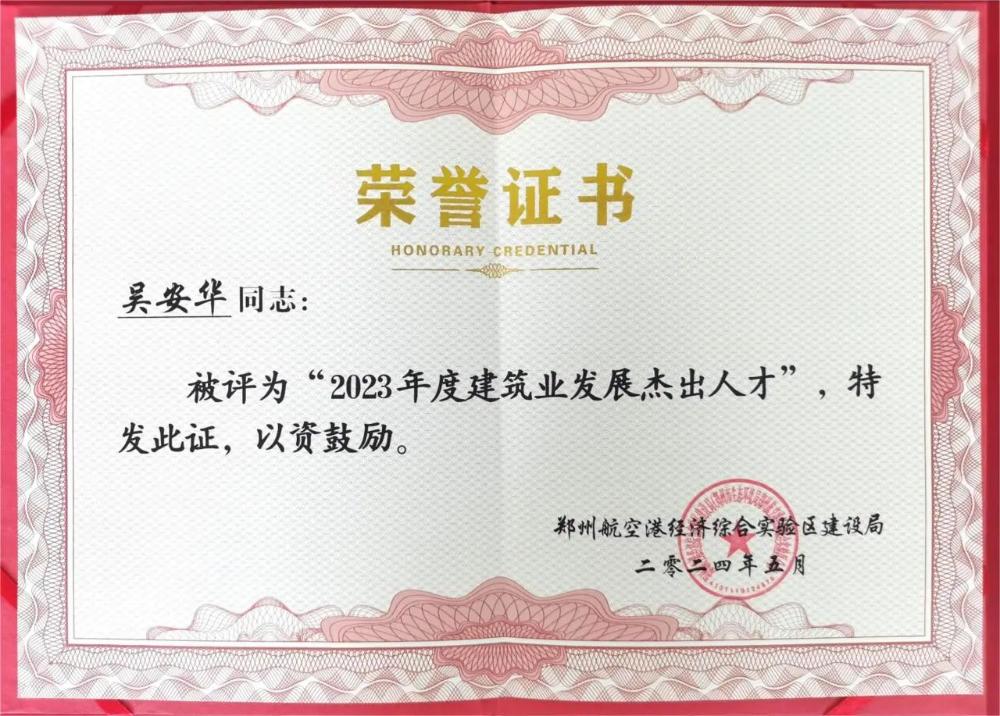 荣誉证书
HONORARY CREDENTIAL
吴安华同志：
被评为“2023年度建筑业发展杰出人才”，特
发此证，以资鼓励。
郑州航空港经济综合实验区建设局
二零二四年五月